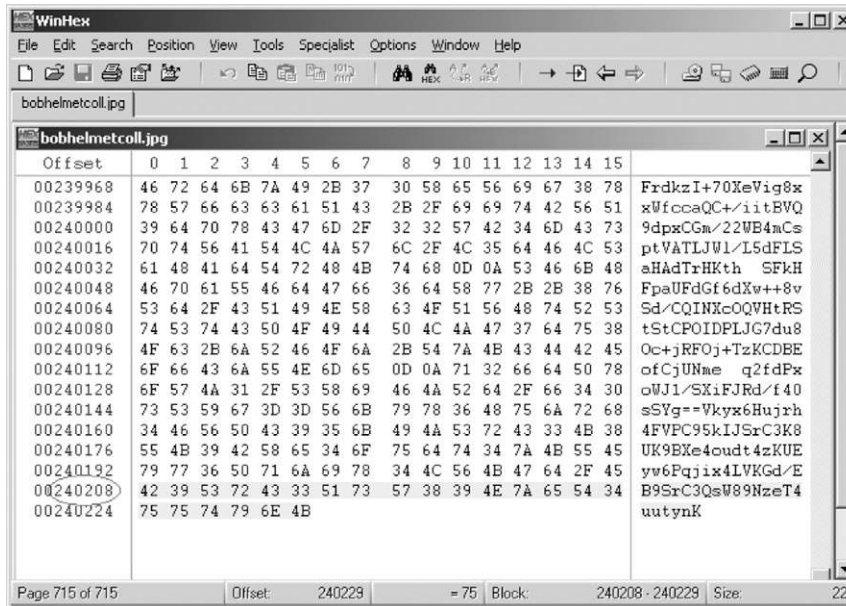 WinHex
File Edit Search Position View Tools Specialist Options Window Help
bobhelmetcoll.jpg
bobhelmetcoll.jpg
Offset 0 1 2 3 4 5 6 7 8 9 10 11 12 13 14 15
00239968 46 72 64 6B 7A 49 2B 37 30 58 65 56 69 67 38 78 FrdkzI+70XeVig8x
00239984 78 57 66 63 63 61 51 43 2B 2F 69 69 74 42 56 51 xWfccaQC+/iitBVQ
00240000 39 64 70 78 43 47 6D 2F 32 32 57 42 34 6D 43 73 9dpxCGm/22WB4mCs
00240016 70 74 56 41 54 4C 4A 57 6C 2F 4C 35 64 46 4C 53 ptVATLJWl/L5dFLS
00240032 61 48 41 64 54 72 48 4B 74 68 0D 0A 53 46 6B 48 aHAdTrHKth SFkH
00240048 46 70 61 55 46 64 47 66 36 64 58 77 2B 2B 38 76 FpaUFdGf6dXw++8v
00240064 53 64 2F 43 51 49 4E 58 63 4F 51 56 48 74 52 53 Sd/CQINXcOQVHtRS
00240080 74 53 74 43 50 4F 49 44 50 4C 4A 47 37 64 75 38 tStCPOIDPLJG7du8
00240096 4F 63 2B 6A 52 46 4F 6A 2B 54 7A 4B 43 44 42 45 Oc+jRFOj+TzKCDBE
00240112 6F 66 43 6A 55 4E 6D 65 0D 0A 71 32 66 64 50 78 ofCjUNme q2fdPx
00240128 6F 57 4A 31 2F 53 58 69 46 4A 52 64 2F 66 34 30 oWJ1/SXiFJRd/f40
00240144 73 53 59 67 3D 3D 56 6B 79 78 36 48 75 6A 72 68 sSYg==Vkyx6Hujrh
00240160 34 46 56 50 43 39 35 6B 49 4A 53 72 43 33 4B 38 4FVPC95kIJSrC3K8
00240176 55 4B 39 42 58 65 34 6F 75 64 74 34 7A 4B 55 45 UK9BXe4oudt4zKUE
00240192 79 77 36 50 71 6A 69 78 34 4C 56 4B 47 64 2F 45 yw6Pqjix4LVKGd/E
00240208 42 39 53 72 43 33 51 73 57 38 39 4E 7A 65 54 34 B9SrC3QsW89NzeT4
00240224 75 75 74 79 6E 4B uutynK
Page 715 of 715 Offset: 240229 = 75 Block: 240208 - 240229 Size: 22